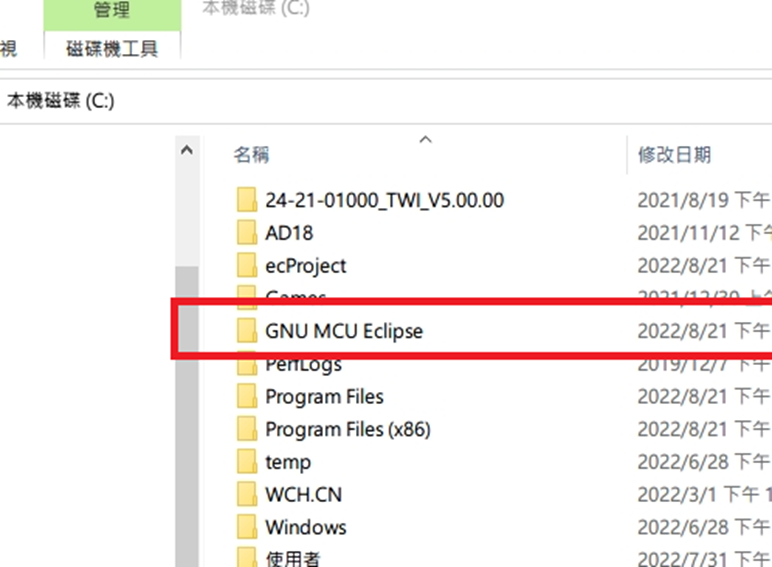 管理
本機磁碟 (C:)
視
磁碟機工具
本機磁碟 (C:)
名稱 修改日期
24-21-01000_TWI_V5.00.00 2021/8/19 下午
AD18 2021/11/12 下午
ecProject 2022/8/21 下午
Games 2021/12/30 上午
GNU MCU Eclipse 2022/8/21 下午
PerfLogs 2019/12/7 下午
Program Files 2022/8/21 下午
Program Files (x86) 2022/8/21 下午
temp 2022/6/28 下午
WCH.CN 2022/3/1 下午 1
Windows 2022/6/28 下午
使用者 2022/7/31 下午